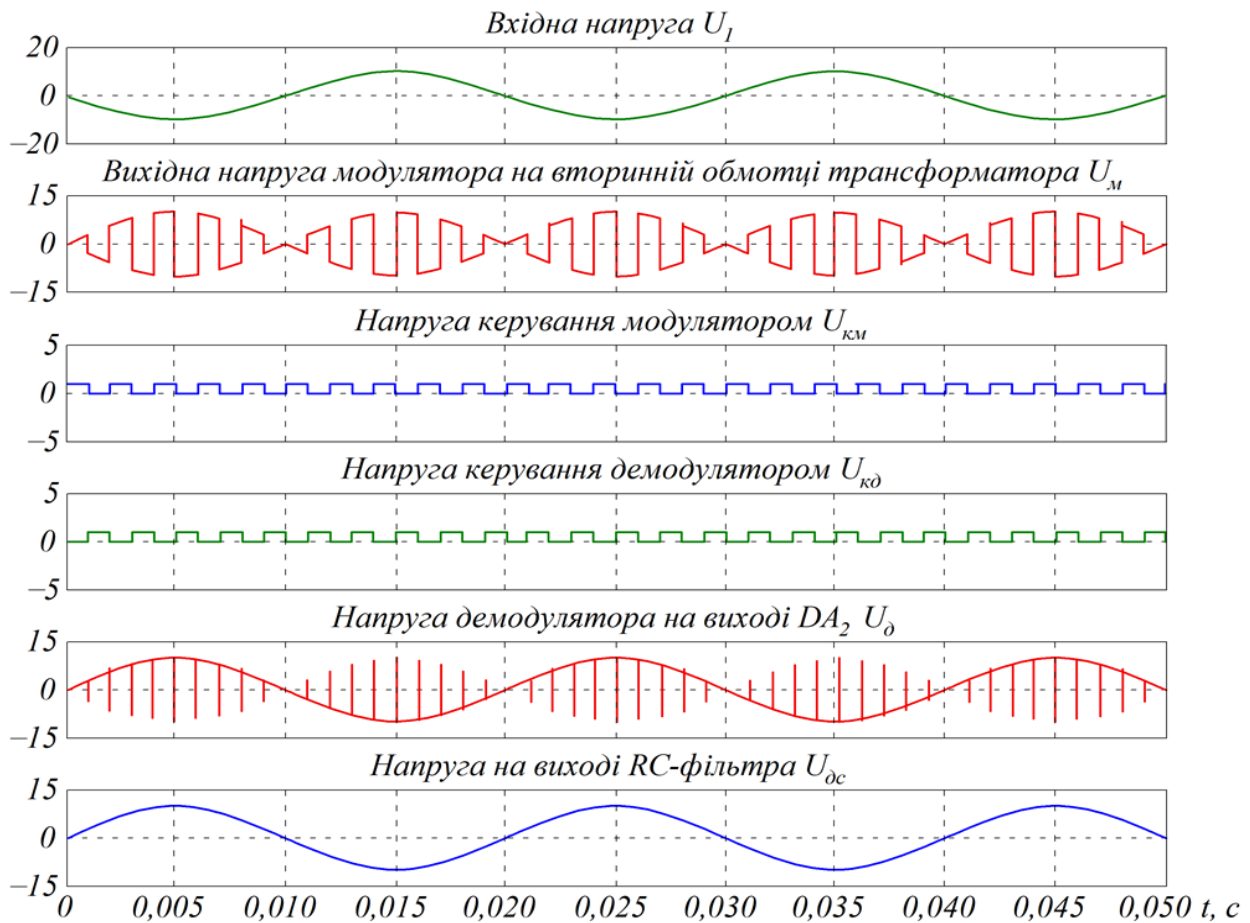 Вхідна напруга U₁
20
0
–20
Вихідна напруга модулятора на вторинній обмотці трансформатора Uм
15
0
–15
Напруга керування модулятором Uкм
5
0
–5
Напруга керування демодулятором Uкд
5
0
–5
Напруга демодулятора на виході DA₂ Uд
15
0
–15
Напруга на виході RC-фільтра Uдс
15
0
–15
0 0,005 0,010 0,015 0,020 0,025 0,030 0,035 0,040 0,045 0,050 t, c